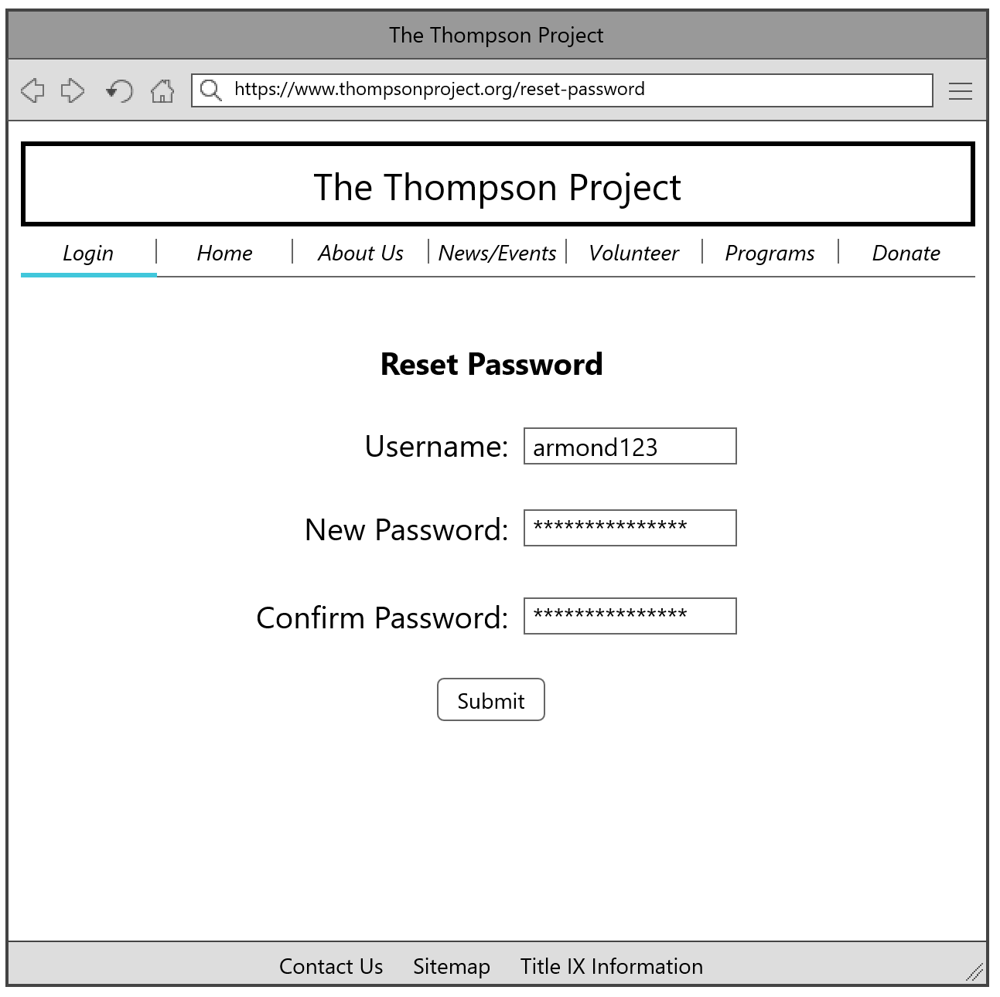 The Thompson Project
https://www.thompsonproject.org/reset-password
The Thompson Project
Login Home About Us News/Events Volunteer Programs Donate
Reset Password
Username: armond123
New Password: ***************
Confirm Password: ***************
Submit
Contact Us Sitemap Title IX Information